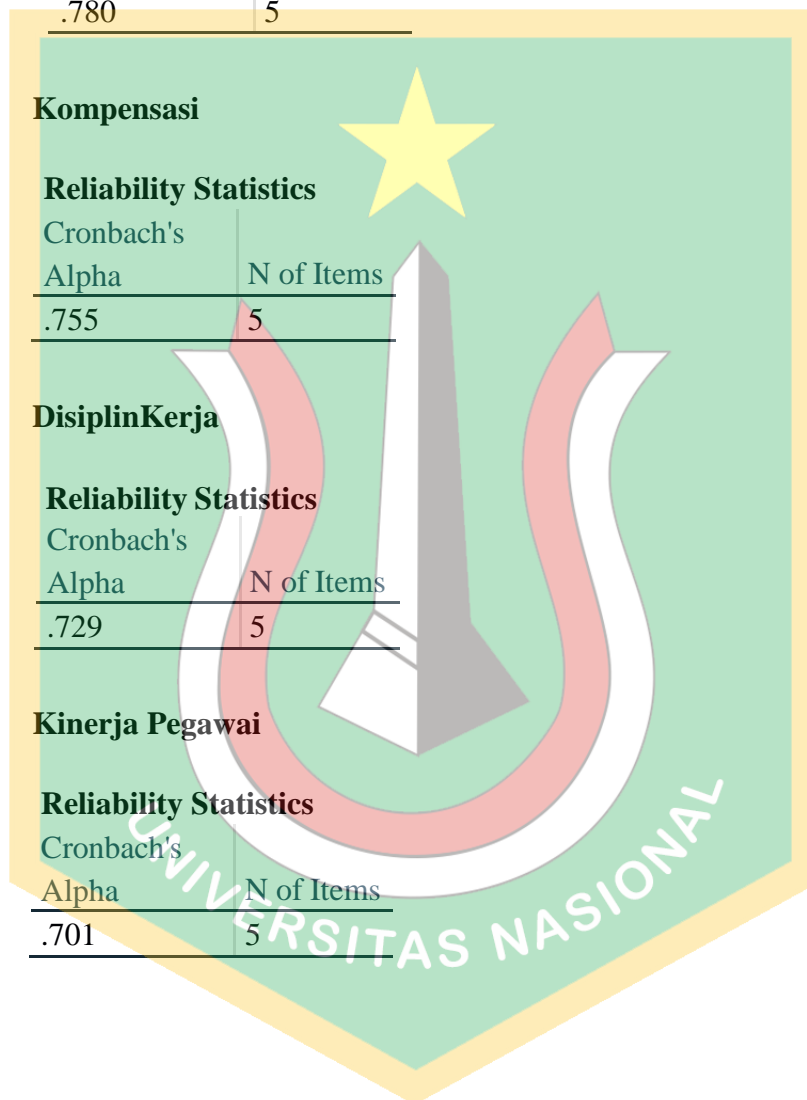 .780 5
Kompensasi
Reliability Statistics
Cronbach's
Alpha N of Items
.755 5
DisiplinKerja
Reliability Statistics
Cronbach's
Alpha N of Items
.729 5
Kinerja Pegawai
Reliability Statistics
Cronbach's
Alpha N of Items
.701 5
UNIVERSITAS NASIONAL